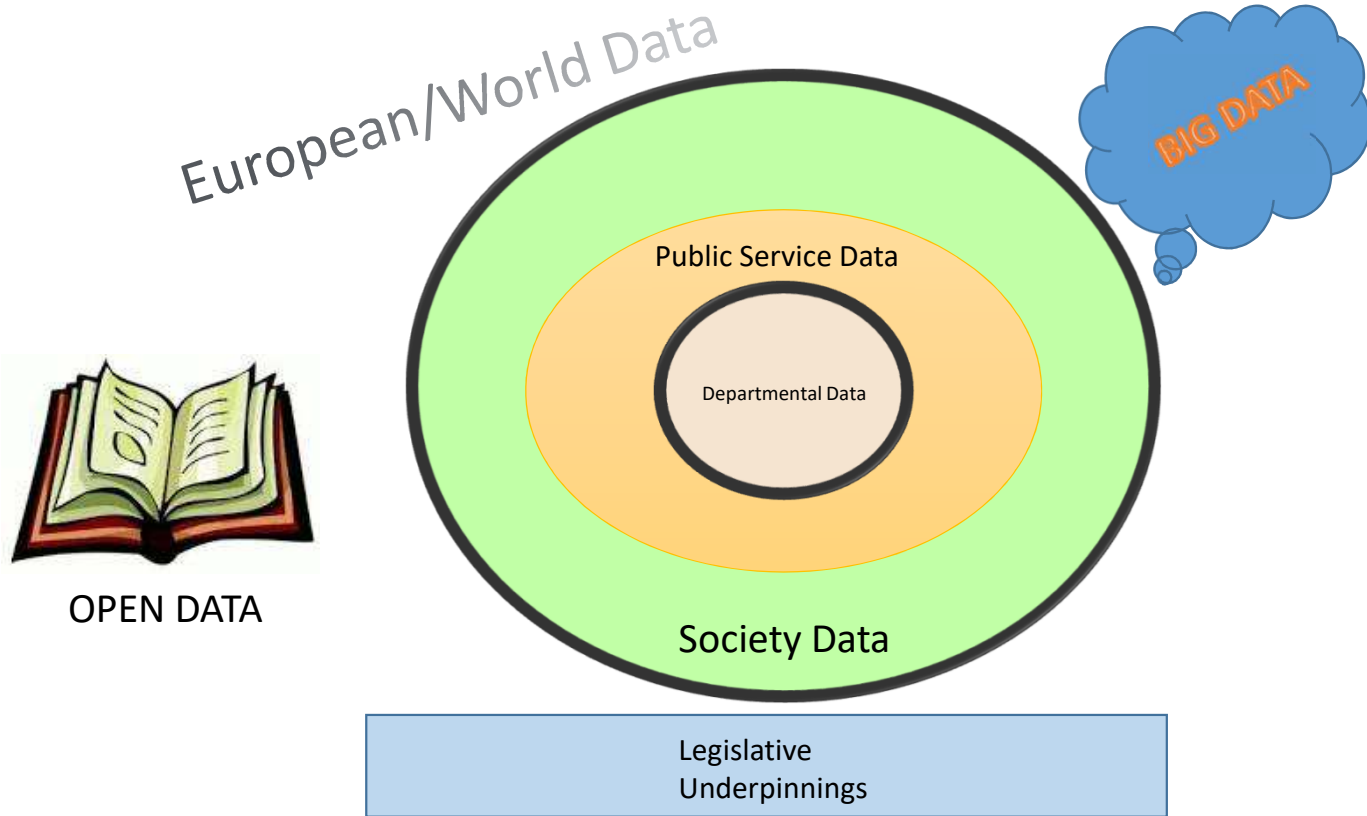 European/World Data
BIG DATA
Public Service Data
Departmental Data
OPEN DATA
Society Data
Legislative
Underpinnings